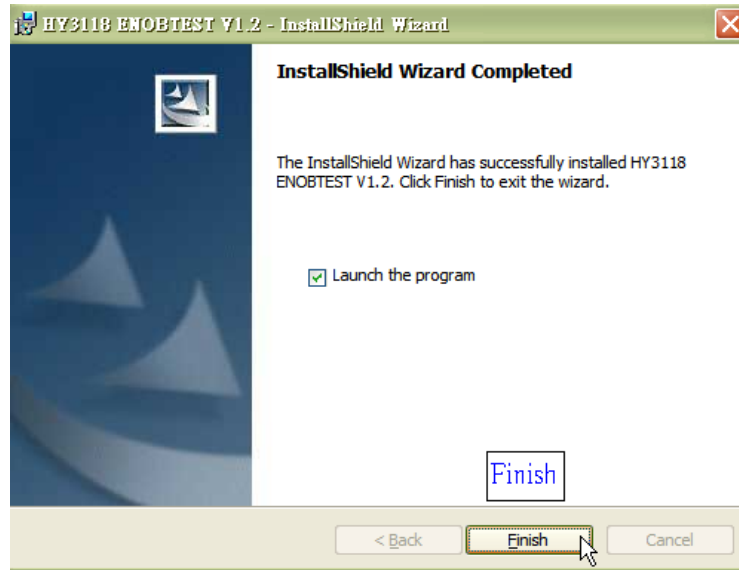 HY3118 ENOBTEST V1.2 - InstallShield Wizard
InstallShield Wizard Completed
The InstallShield Wizard has successfully installed HY3118
ENOBTEST V1.2. Click Finish to exit the wizard.
Launch the program
Finish
< Back
Finish
Cancel